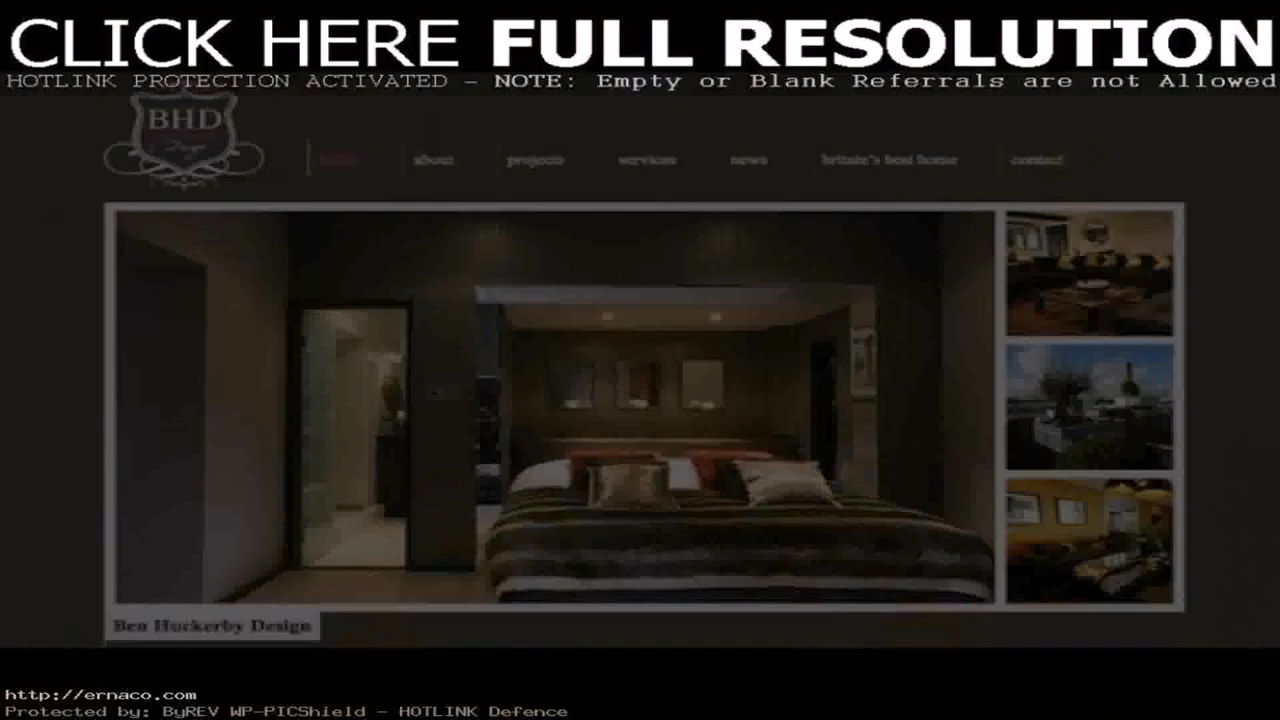 CLICK HERE FULL RESOLUTION
HOTLINK PROTECTION ACTIVATED - NOTE: Empty or Blank Referrals are not Allowed
BHD
about projects services news britain's best home contact
Ben Huckerby Design
http://ernaco.com
Protected by: ByREV WP-PICShield - HOTLINK Defence